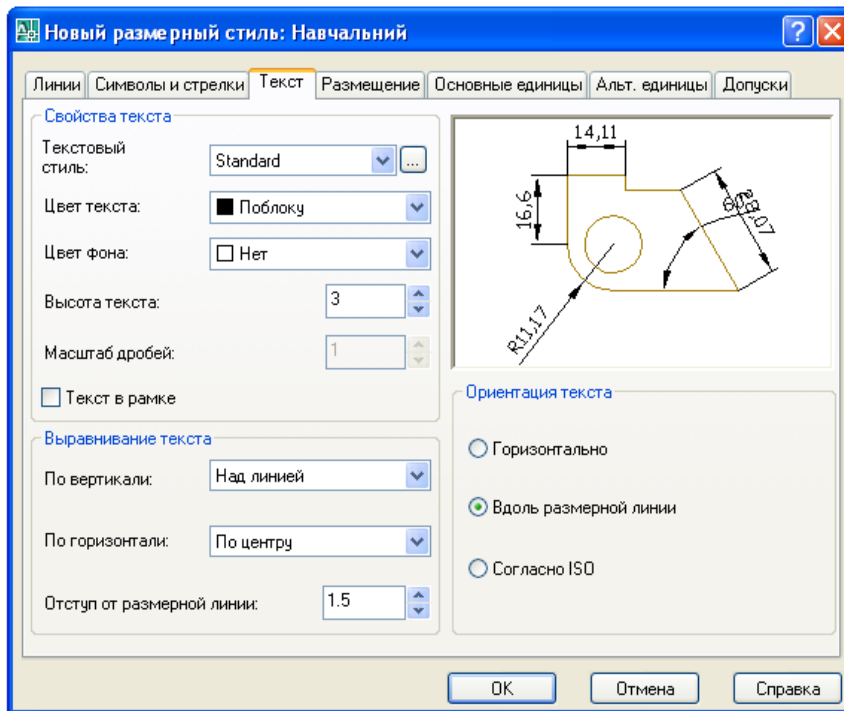 Новый размерный стиль: Навчальний
Линии
Символы и стрелки
Текст
Размещение
Основные единицы
Альт. единицы
Допуски
Свойства текста
Текстовый
стиль:
Standard
...
Цвет текста:
Поблоку
Цвет фона:
Нет
Высота текста:
3
Масштаб дробей:
1
Текст в рамке
Выравнивание текста
По вертикали:
Над линией
По горизонтали:
По центру
Отступ от размерной линии:
1.5
14,11
16,6
R11,17
28,07
60°
Ориентация текста
Горизонтально
Вдоль размерной линии
Согласно ISO
OK
Отмена
Справка